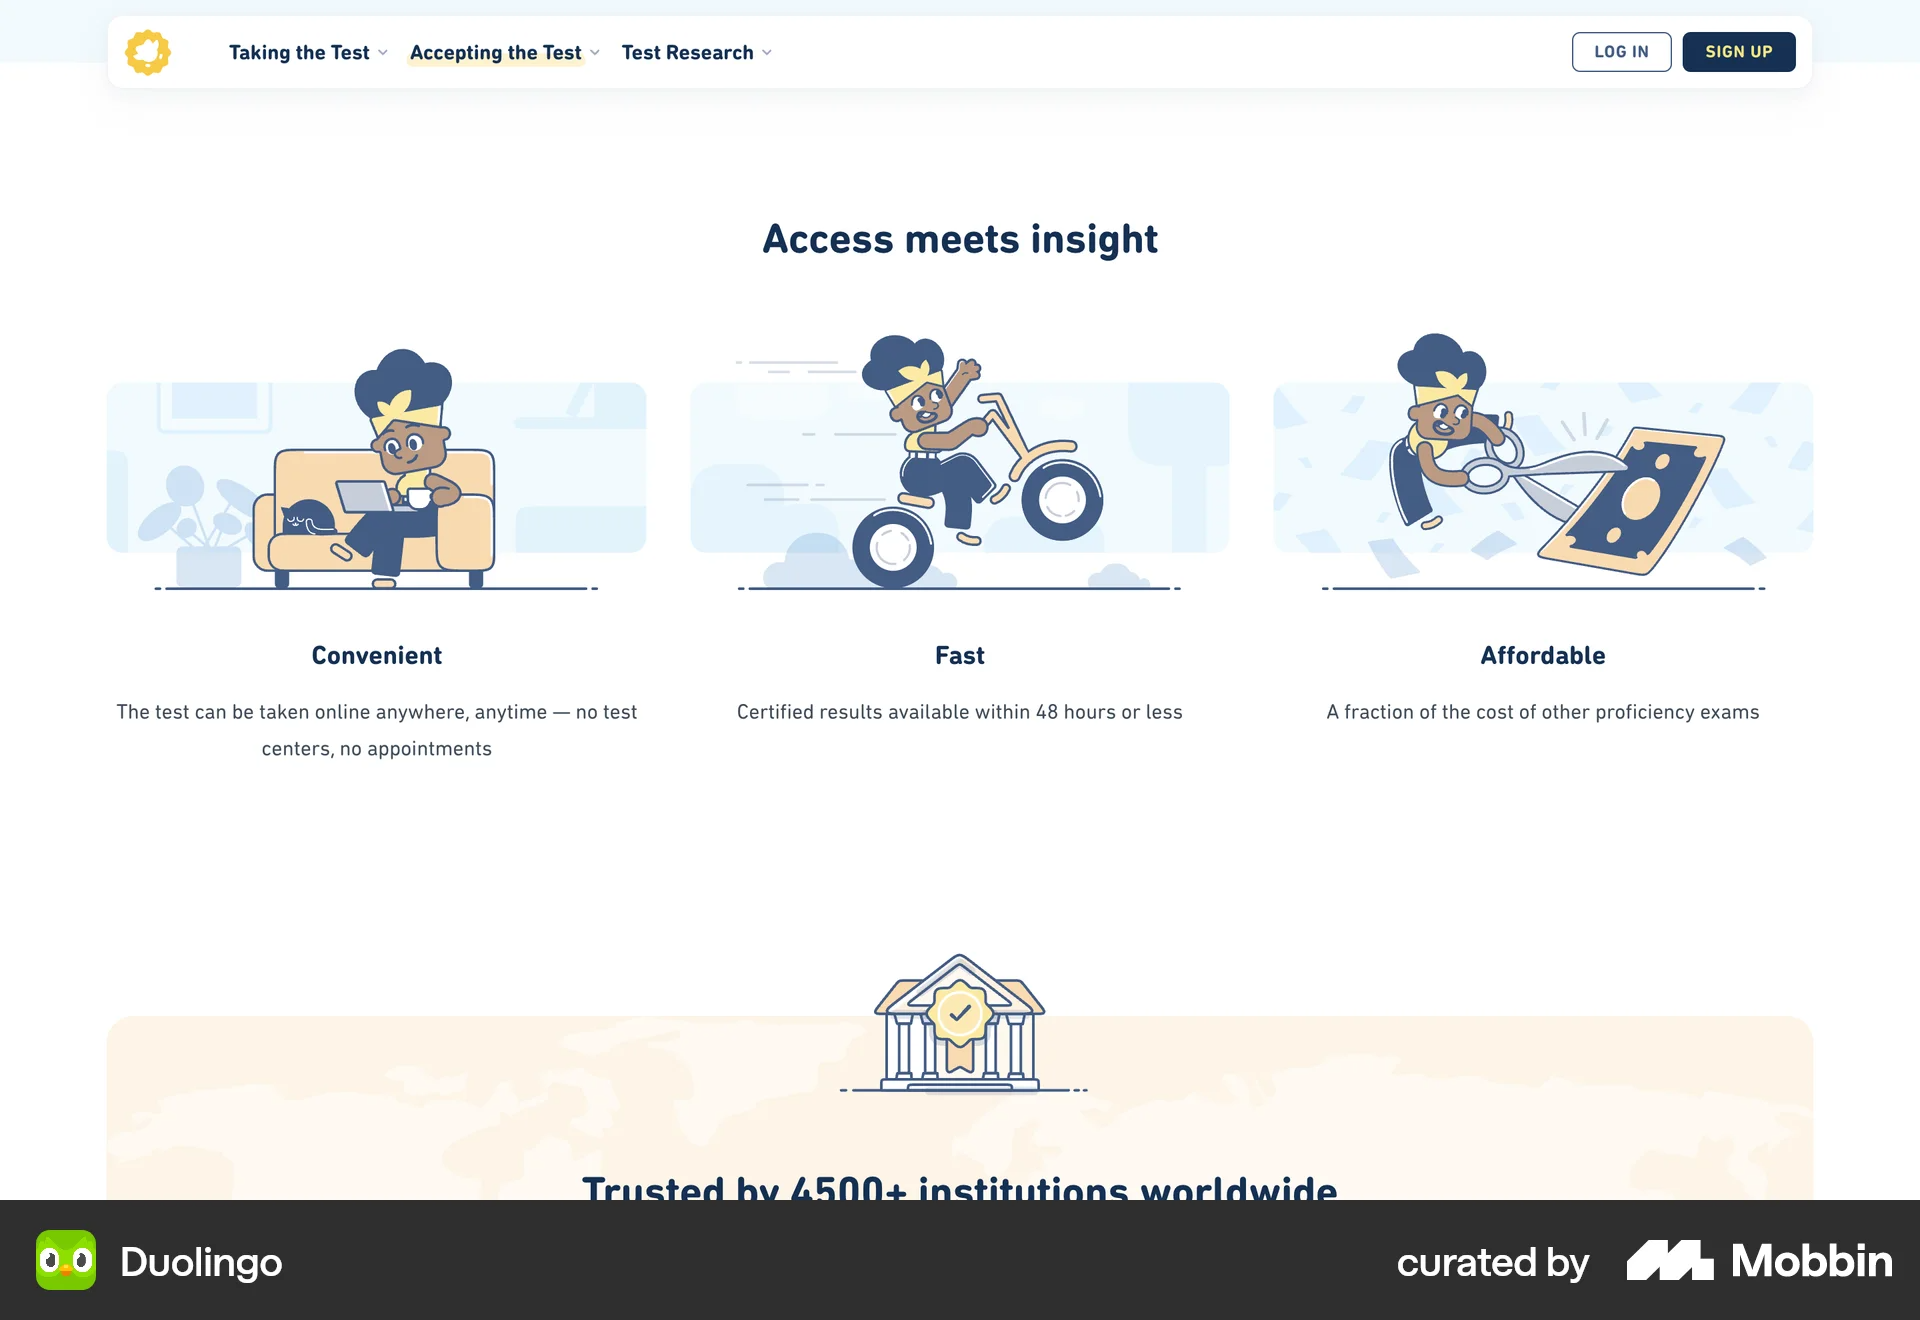 Taking the Test
Accepting the Test
Test Research
LOG IN
SIGN UP
Access meets insight
Convenient
The test can be taken online anywhere, anytime — no test
centers, no appointments
Fast
Certified results available within 48 hours or less
Affordable
A fraction of the cost of other proficiency exams
Trusted by 4500+ institutions worldwide
Duolingo
curated by
Mobbin